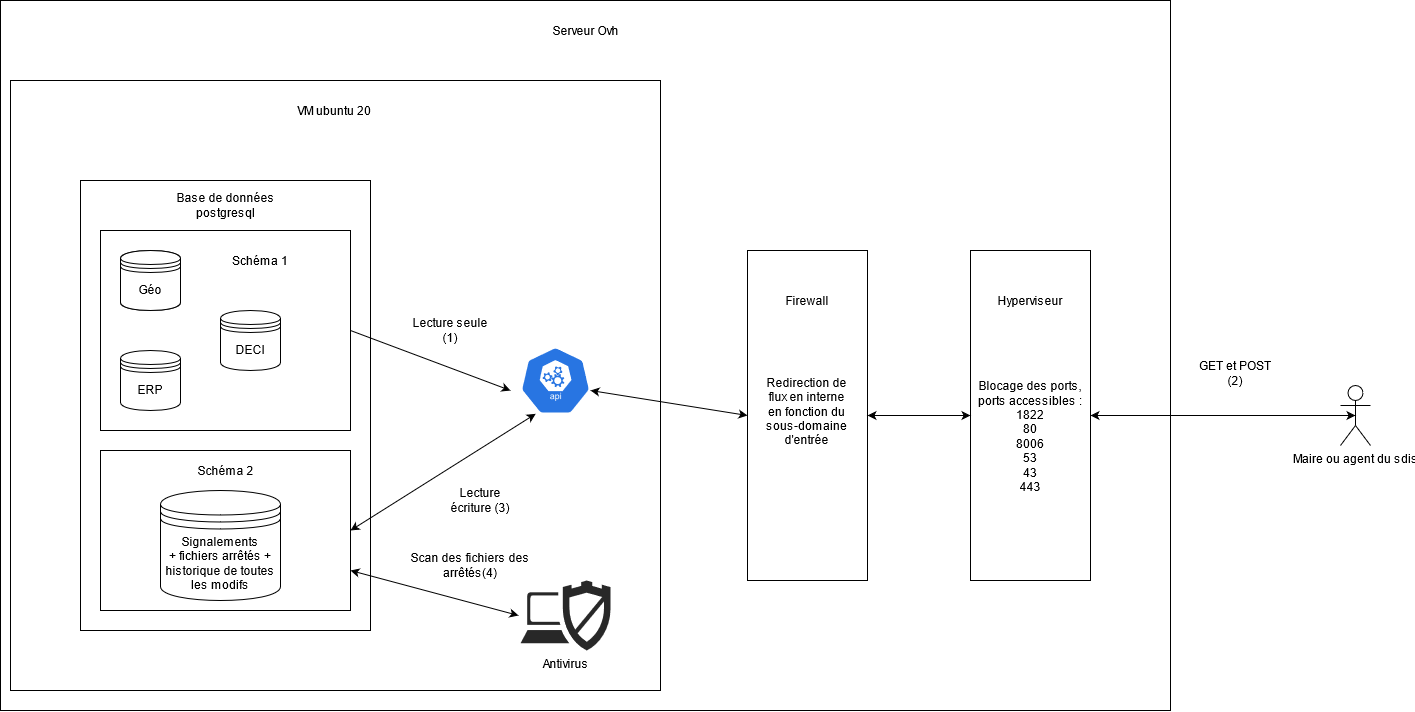 Serveur Ovh
VM ubuntu 20
Base de données
postgresql
Schéma 1
Géo
DECI
ERP
Lecture seule
(1)
api
Schéma 2
Signalements
+ fichiers arrêtés +
historique de toutes
les modifs
Lecture
écriture (3)
Scan des fichiers des
arrêtés(4)
Antivirus
Firewall
Redirection de
flux en interne
en fonction du
sous-domaine
d'entrée
Hyperviseur
Blocage des ports,
ports accessibles :
1822
80
8006
53
43
443
GET et POST
(2)
Maire ou agent du sdis